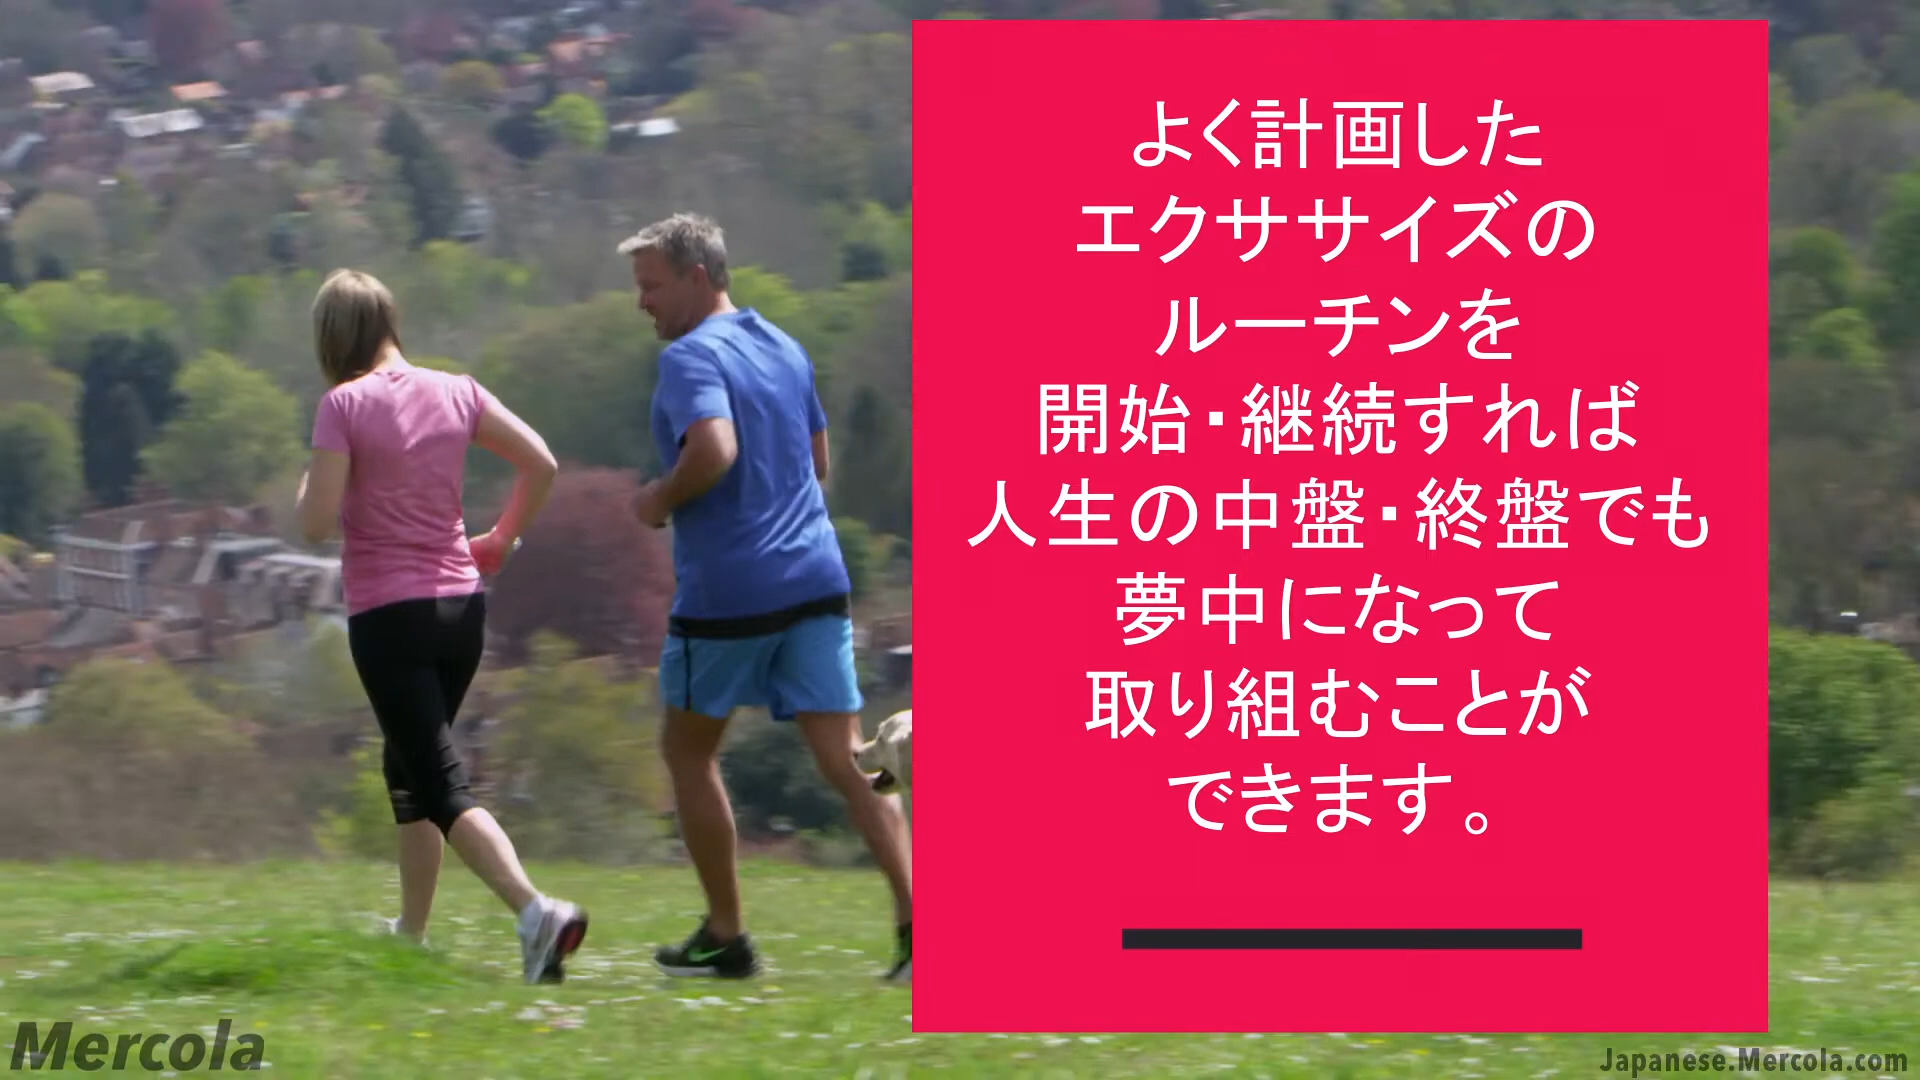 よく計画した
エクササイズの
ルーチンを
開始・継続すれば
人生の中盤・終盤でも
夢中になって
取り組むことが
できます。
Mercola
Japanese.Mercola.com